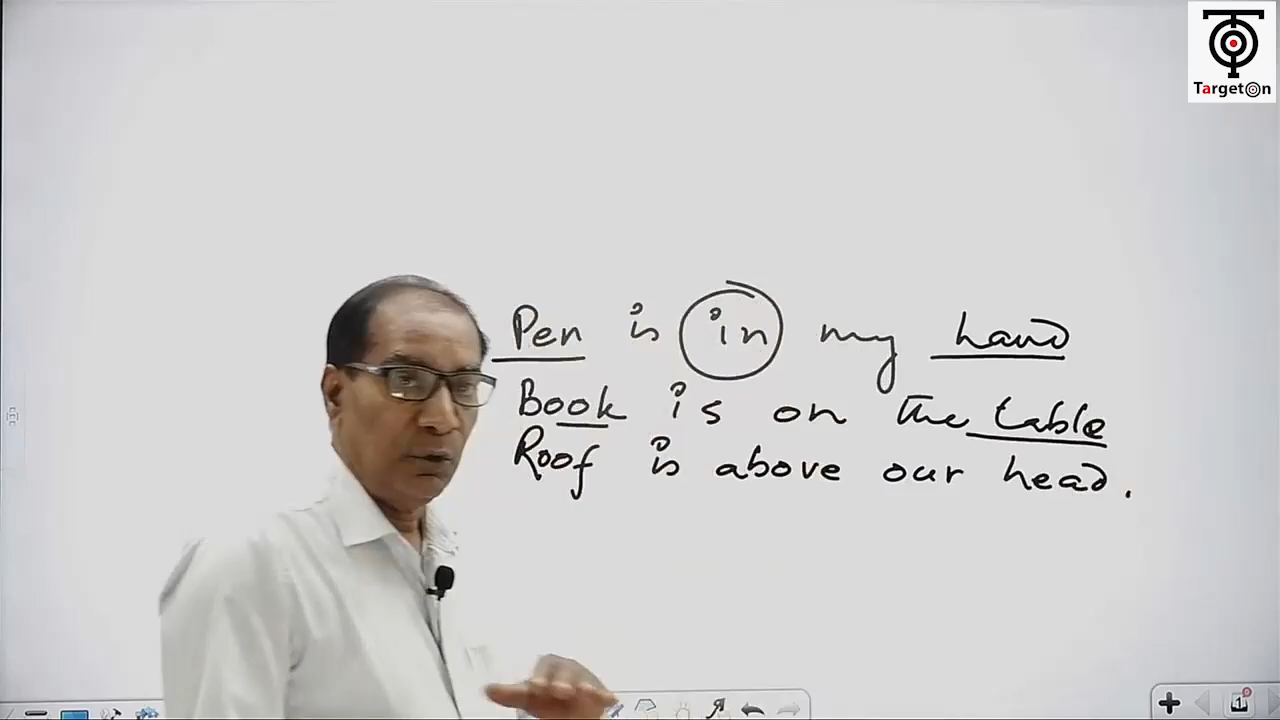 TargetOn
Pen is in my hand
Book is on the table
Roof is above our head.